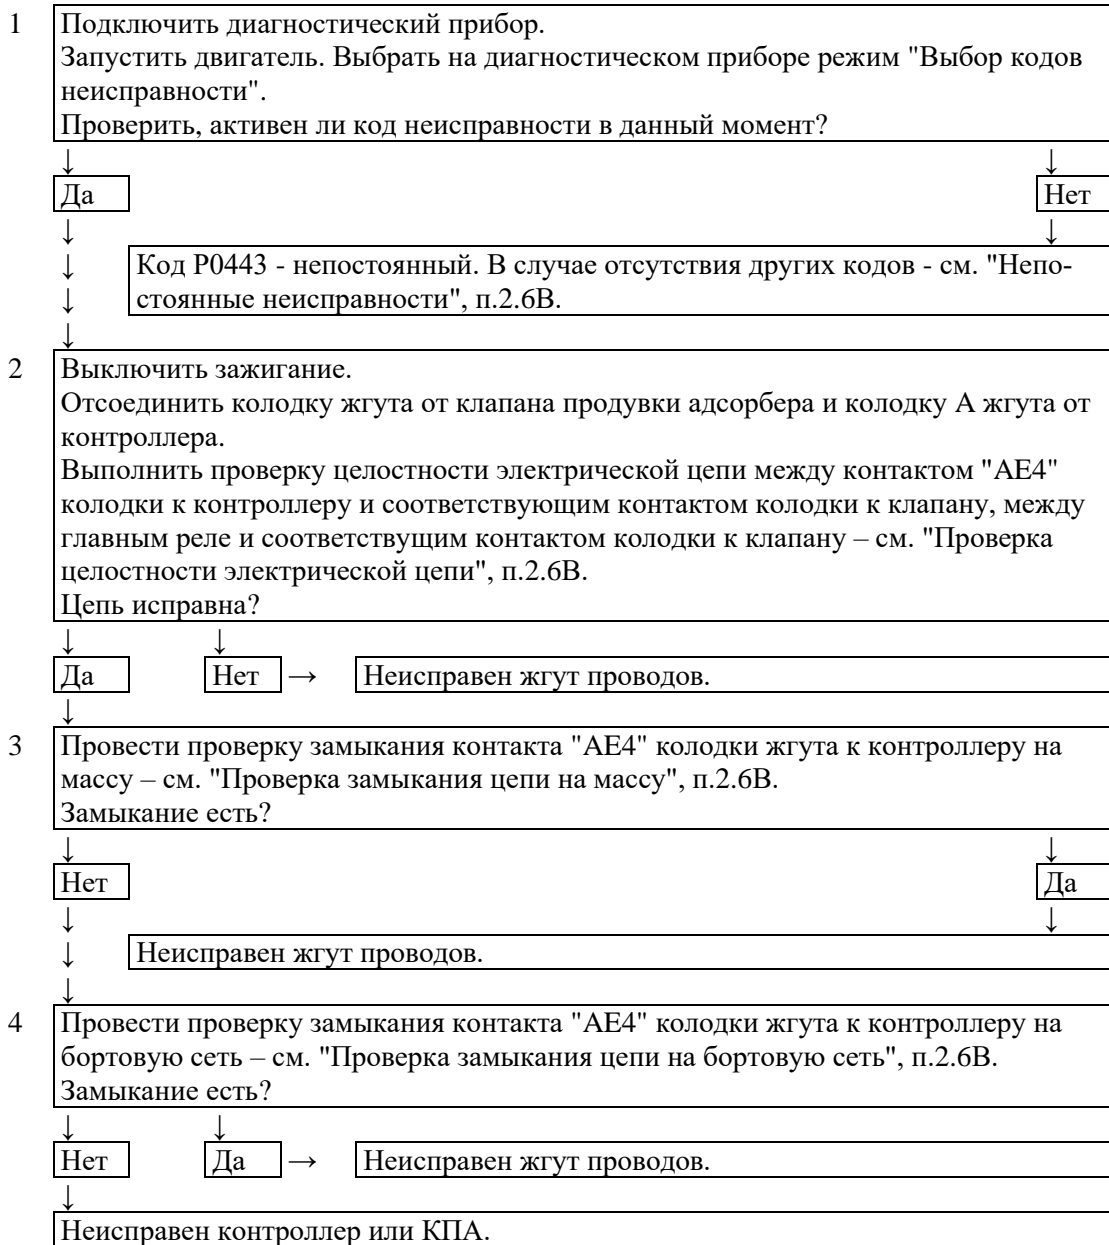 1 Подключить диагностический прибор.
Запустить двигатель. Выбрать на диагностическом приборе режим "Выбор кодов
неисправности".
Проверить, активен ли код неисправности в данный момент?
↓ ↓
Да Нет
↓ ↓
↓ Код P0443 - непостоянный. В случае отсутствия других кодов - см. "Непо-
↓ стоянные неисправности", п.2.6В.
↓
2 Выключить зажигание.
Отсоединить колодку жгута от клапана продувки адсорбера и колодку А жгута от
контроллера.
Выполнить проверку целостности электрической цепи между контактом "АЕ4"
колодки к контроллеру и соответствующим контактом колодки к клапану, между
главным реле и соответствущим контактом колодки к клапану – см. "Проверка
целостности электрической цепи", п.2.6В.
Цепь исправна?
↓ ↓
Да Нет → Неисправен жгут проводов.
↓
3 Провести проверку замыкания контакта "АЕ4" колодки жгута к контроллеру на
массу – см. "Проверка замыкания цепи на массу", п.2.6В.
Замыкание есть?
↓ ↓
Нет Да
↓ ↓
↓ Неисправен жгут проводов.
↓
4 Провести проверку замыкания контакта "АЕ4" колодки жгута к контроллеру на
бортовую сеть – см. "Проверка замыкания цепи на бортовую сеть", п.2.6В.
Замыкание есть?
↓ ↓
Нет Да → Неисправен жгут проводов.
↓
Неисправен контроллер или КПА.